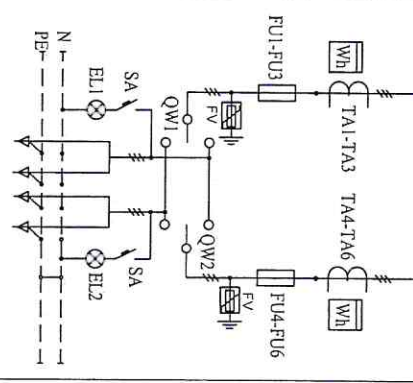 Wh
TA1-TA3
FU1-FU3
FV
QW1
SA
EL1
N
PE
TA4-TA6
Wh
FU4-FU6
FV
QW2
SA
EL2